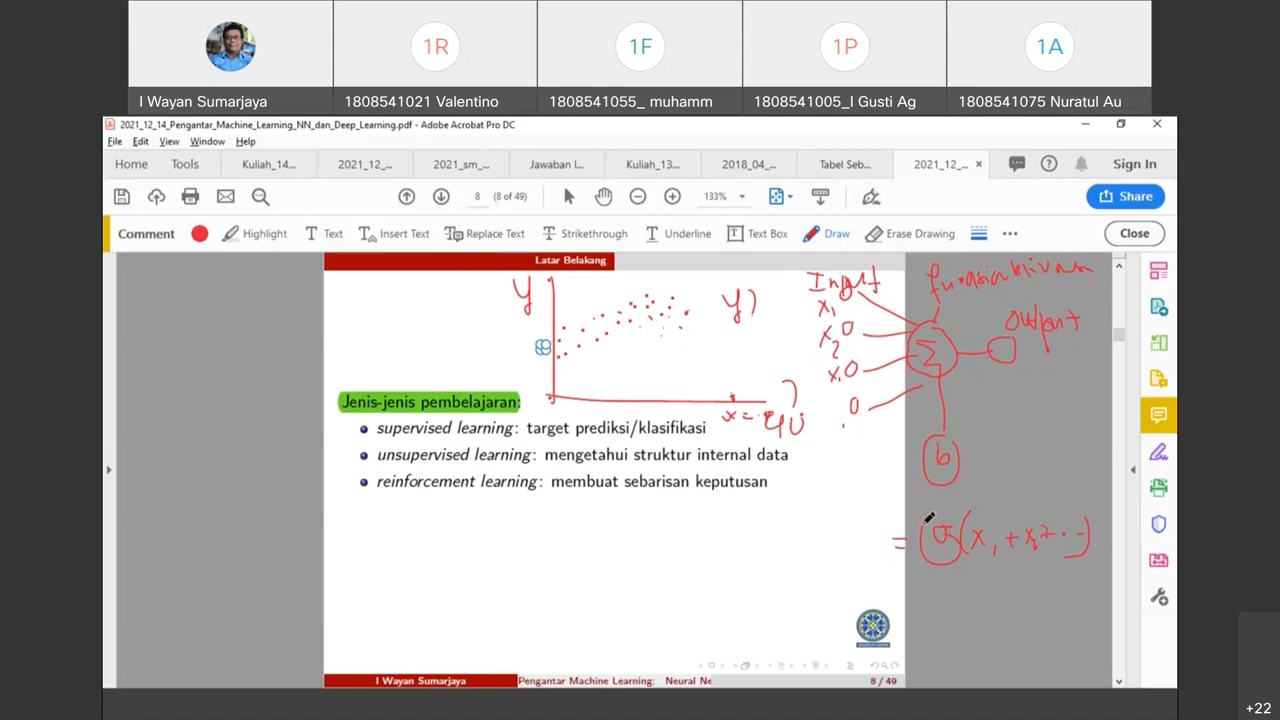 1R
1F
1P
1A
I Wayan Sumarjaya
1808541021 Valentino
1808541055_ muhamm
1808541005_I Gusti Ag
1808541075 Nuratul Au
2021_12_14_Pengantar_Machine_Learning_NN_dan_Deep_Learning.pdf - Adobe Acrobat Pro DC
File Edit View Window Help
Home Tools Kuliah_14... 2021_12_... 2021_sm_... Jawaban I... Kuliah_13... 2018_04_... Tabel Seb... 2021_12_... × Sign In
8 (8 of 49) 133% Share
Comment Highlight Text Insert Text Replace Text Strikethrough Underline Text Box Draw Erase Drawing Close
Latar Belakang
y
y)
Input
x1
x2 0
0
0
Output
Σ
b
x =
= σ(x1 + x2 + ...)
Jenis-jenis pembelajaran:
supervised learning: target prediksi/klasifikasi
unsupervised learning: mengetahui struktur internal data
reinforcement learning: membuat sebarisan keputusan
I Wayan Sumarjaya
Pengantar Machine Learning: Neural Ne
8 / 49
+22